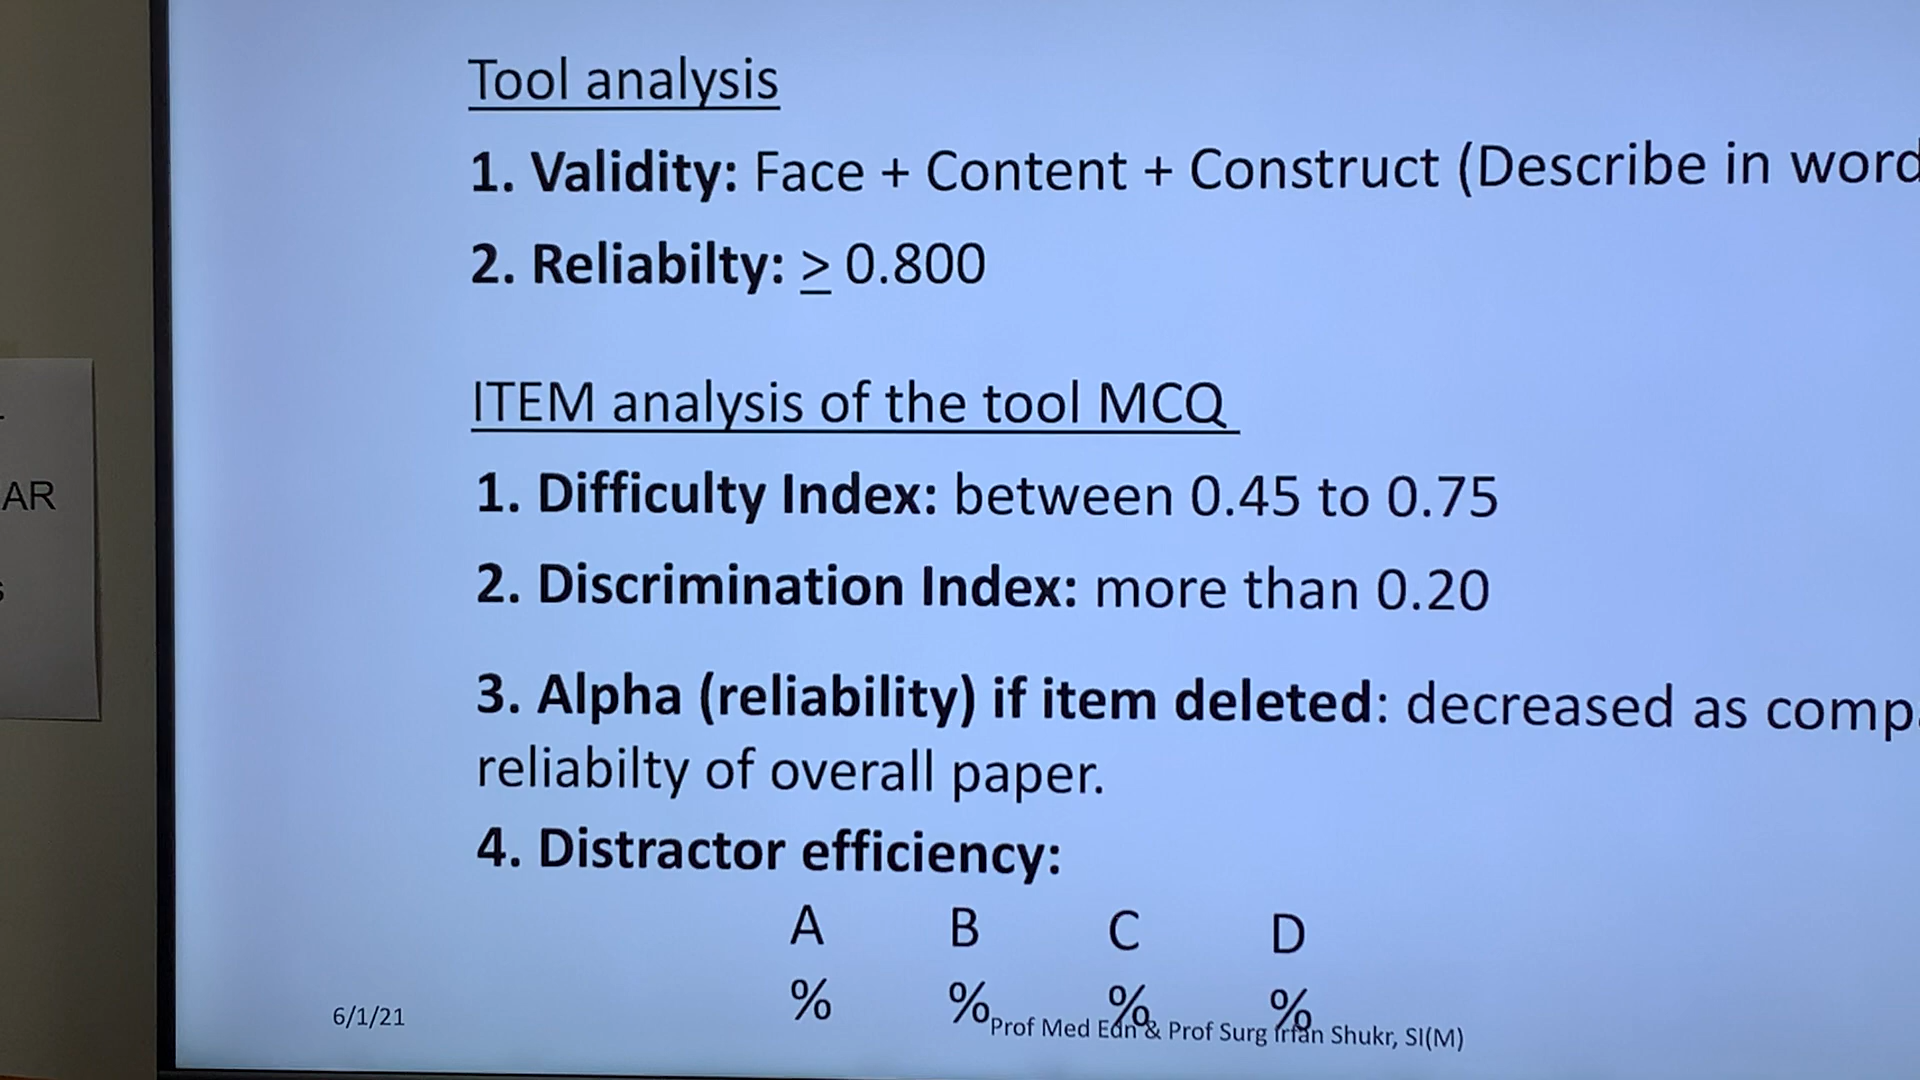 Tool analysis
1. Validity: Face + Content + Construct (Describe in word
2. Reliabilty: ≥ 0.800
ITEM analysis of the tool MCQ
1. Difficulty Index: between 0.45 to 0.75
2. Discrimination Index: more than 0.20
3. Alpha (reliability) if item deleted: decreased as comp
reliabilty of overall paper.
4. Distractor efficiency:
A B C D
% % % %
6/1/21
Prof Med Edn & Prof Surg Irfan Shukr, SI(M)
AR